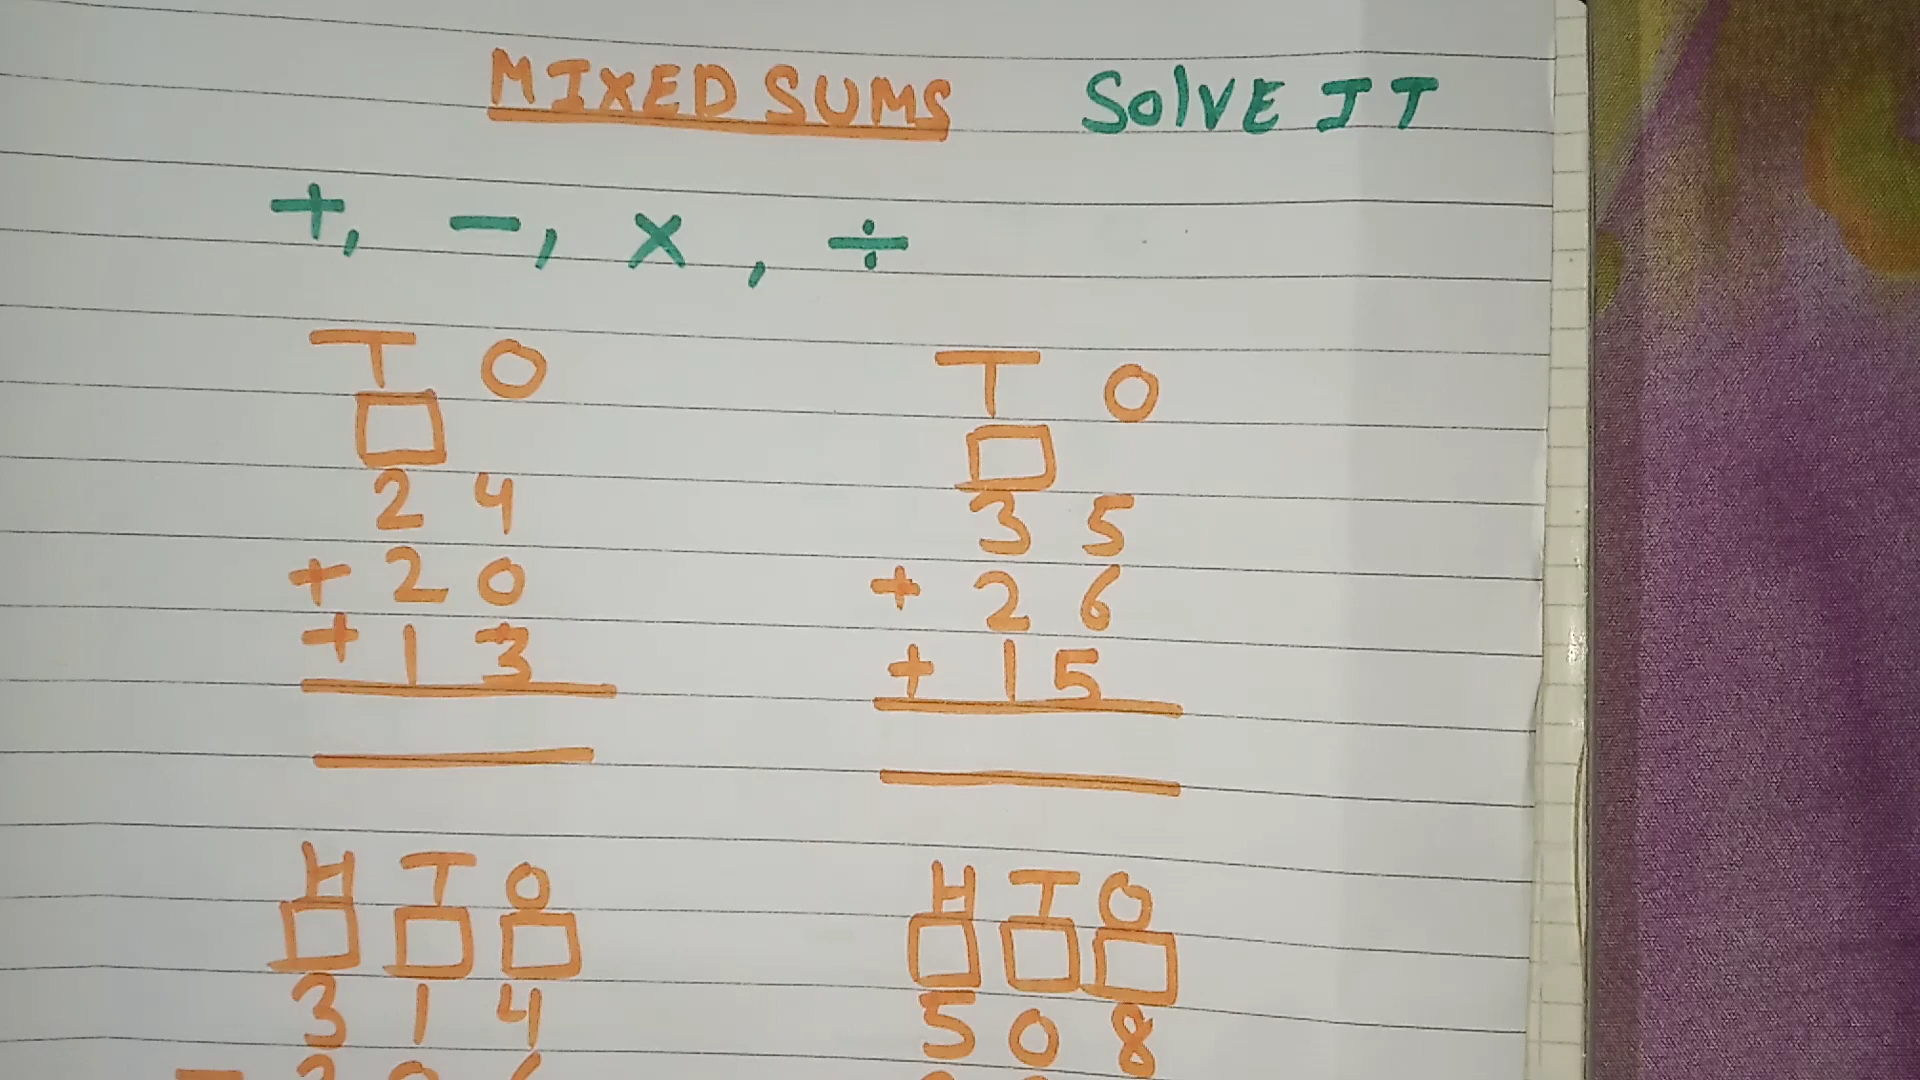 MIXED SUMS SOLVE IT
+, -, × , ÷
T O T O
2 4 3 5
+ 2 0 + 2 6
+ 1 3 + 1 5
H T O H T O
3 1 4 5 0 8